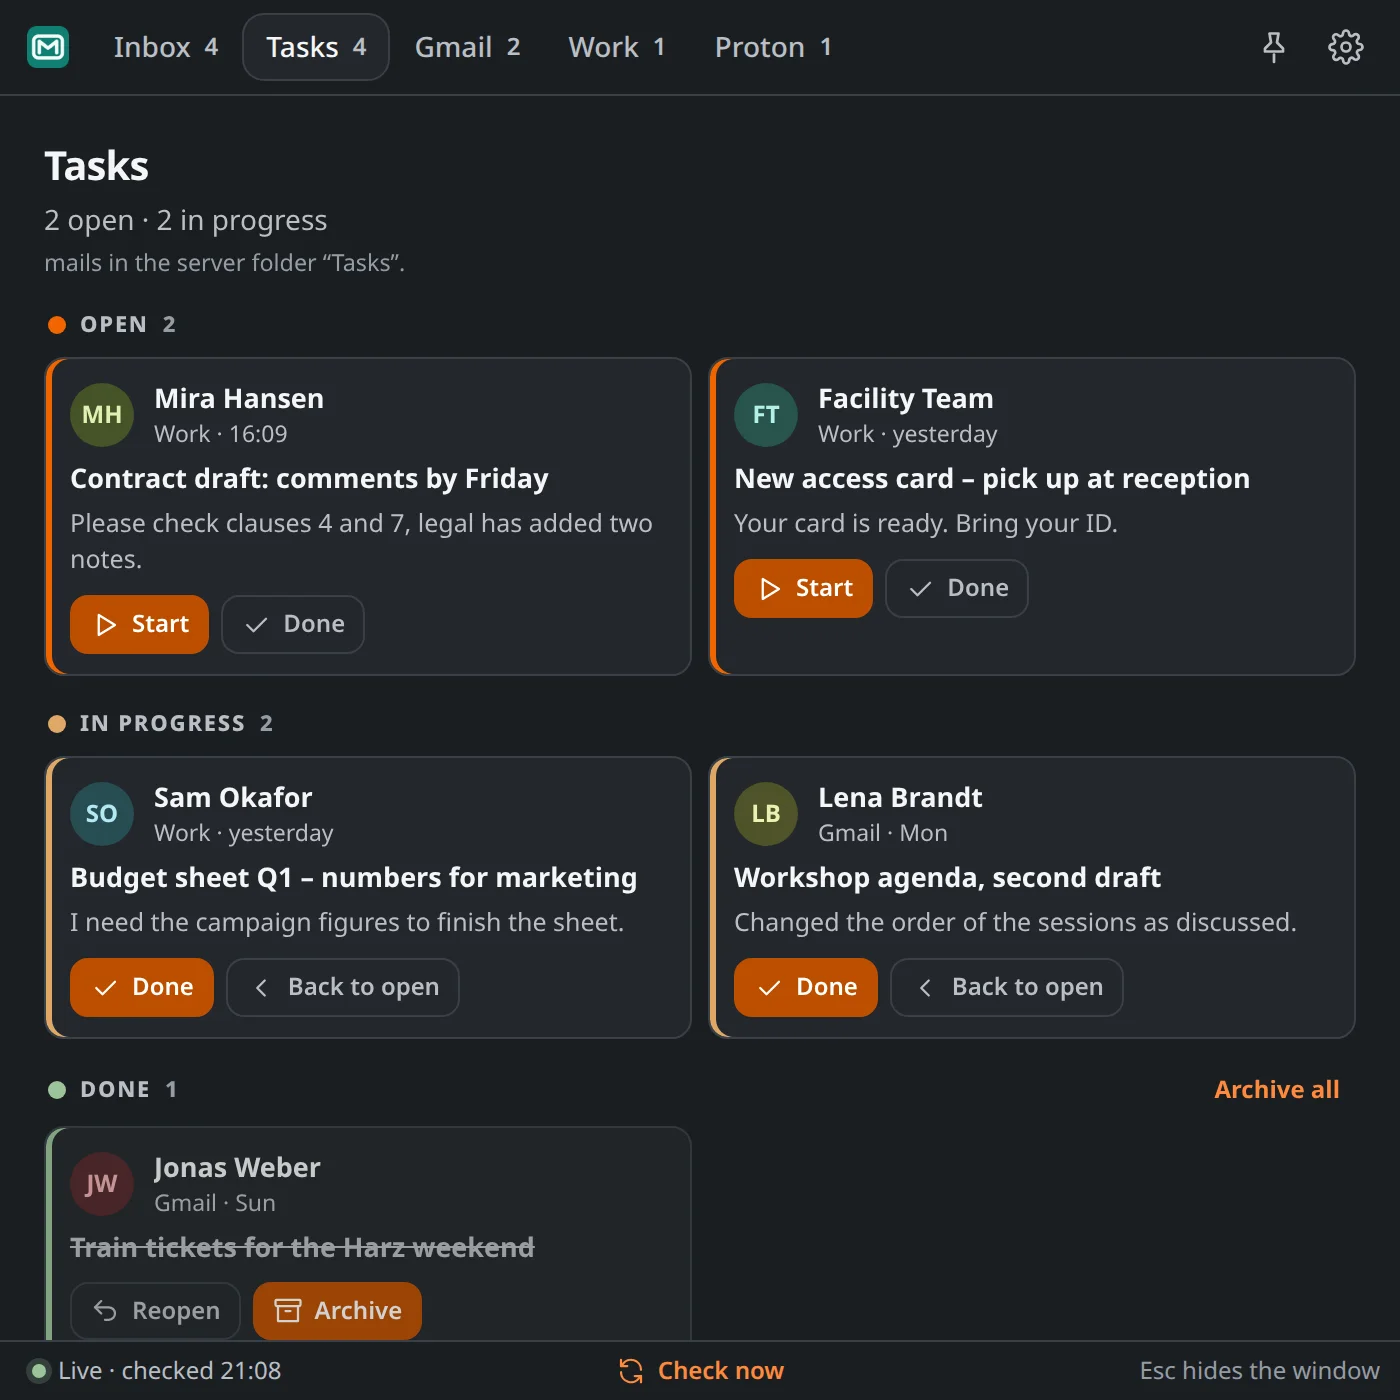 Inbox 4 Tasks 4 Gmail 2 Work 1 Proton 1
Tasks
2 open · 2 in progress
mails in the server folder “Tasks”.
OPEN 2
MH Mira Hansen
Work · 16:09
Contract draft: comments by Friday
Please check clauses 4 and 7, legal has added two
notes.
Start Done
FT Facility Team
Work · yesterday
New access card – pick up at reception
Your card is ready. Bring your ID.
Start Done
IN PROGRESS 2
SO Sam Okafor
Work · yesterday
Budget sheet Q1 – numbers for marketing
I need the campaign figures to finish the sheet.
Done Back to open
LB Lena Brandt
Gmail · Mon
Workshop agenda, second draft
Changed the order of the sessions as discussed.
Done Back to open
DONE 1 Archive all
JW Jonas Weber
Gmail · Sun
Train tickets for the Harz weekend
Reopen Archive
Live · checked 21:08 Check now Esc hides the window